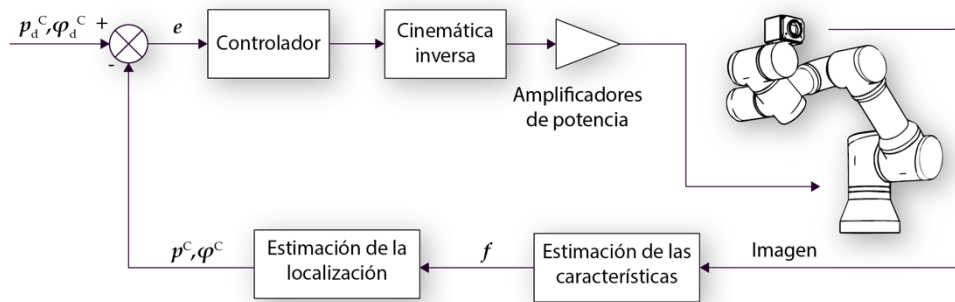 p_d^C, φ_d^C
+
-
e
Controlador
Cinemática
inversa
Amplificadores
de potencia
Imagen
Estimación de las
características
f
Estimación de la
localización
p^C, φ^C